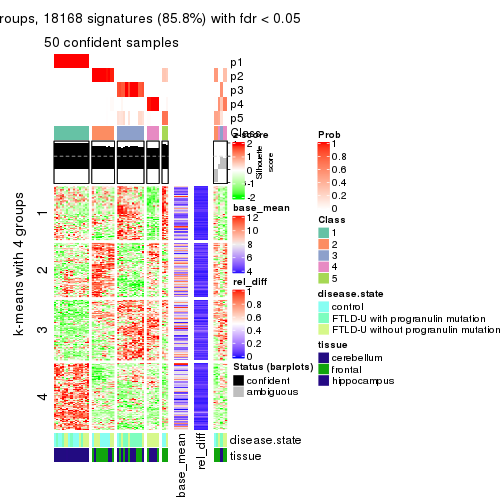 roups, 18168 signatures (85.8%) with fdr < 0.05
50 confident samples
p1
p2
p3
p4
p5
Class
Silhouette score
1
2
3
4
k-means with 4 groups
disease.state
tissue
base_mean
rel_diff
z-score
2
1
0
-1
-2
base_mean
12
10
8
6
4
rel_diff
1
0.8
0.6
0.4
0.2
0
Status (barplots)
confident
ambiguous
Prob
1
0.8
0.6
0.4
0.2
0
Class
1
2
3
4
5
disease.state
control
FTLD-U with progranulin mutation
FTLD-U without progranulin mutation
tissue
cerebellum
frontal
hippocampus